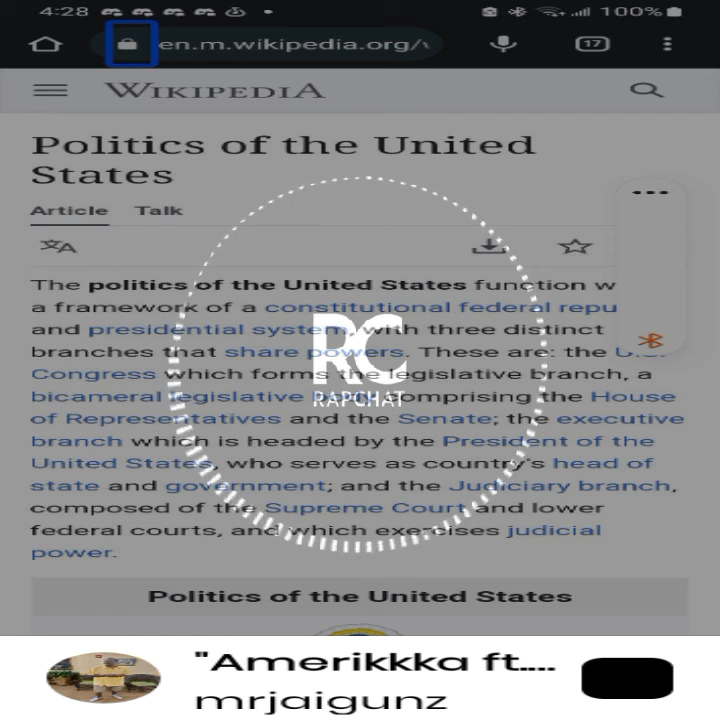 4:28
100%
en.m.wikipedia.org/
17
WIKIPEDIA
Politics of the United
States
Article Talk
The politics of the United States function w
a framework of a constitutional federal repu
and presidential system, with three distinct
branches that share powers. These are: the U.S.
Congress which forms the legislative branch, a
bicameral legislative body comprising the House
of Representatives and the Senate; the executive
branch which is headed by the President of the
United States, who serves as country's head of
state and government; and the Judiciary branch,
composed of the Supreme Court and lower
federal courts, and which exercises judicial
power.
RC
RAPCHAT
Politics of the United States
"Amerikkka ft....
mrjaigunz